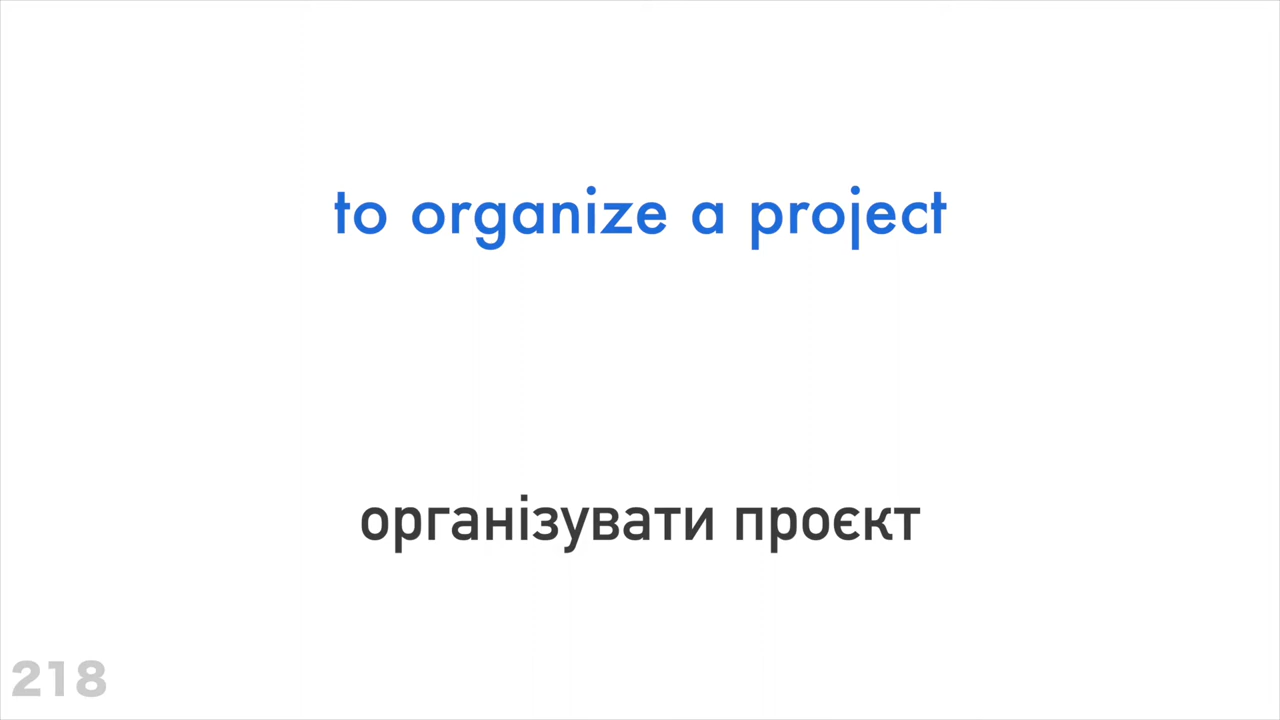 to organize a project
організувати проєкт
218